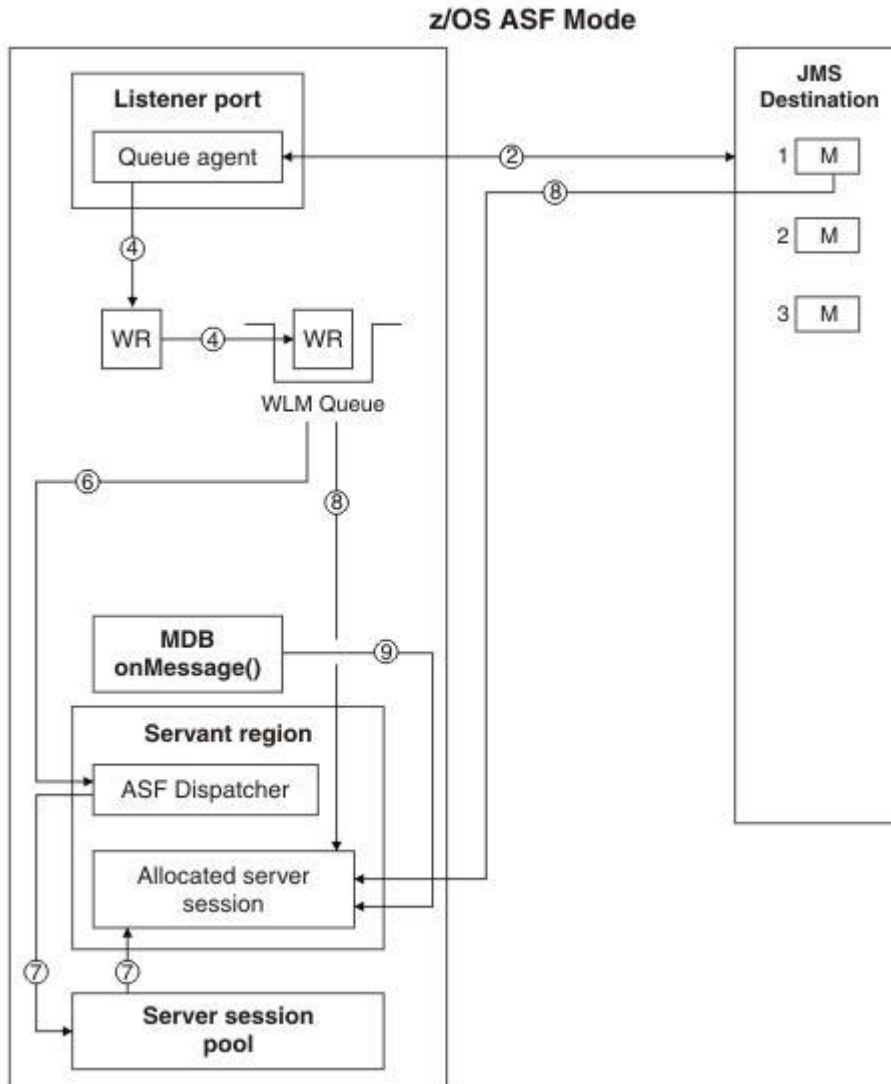 z/OS ASF Mode
Listener port
Queue agent
2
JMS
Destination
1 M
8
2 M
4
3 M
WR
4
WR
WLM Queue
6
8
MDB
onMessage()
9
Servant region
ASF Dispatcher
Allocated server
session
7
7
Server session
pool